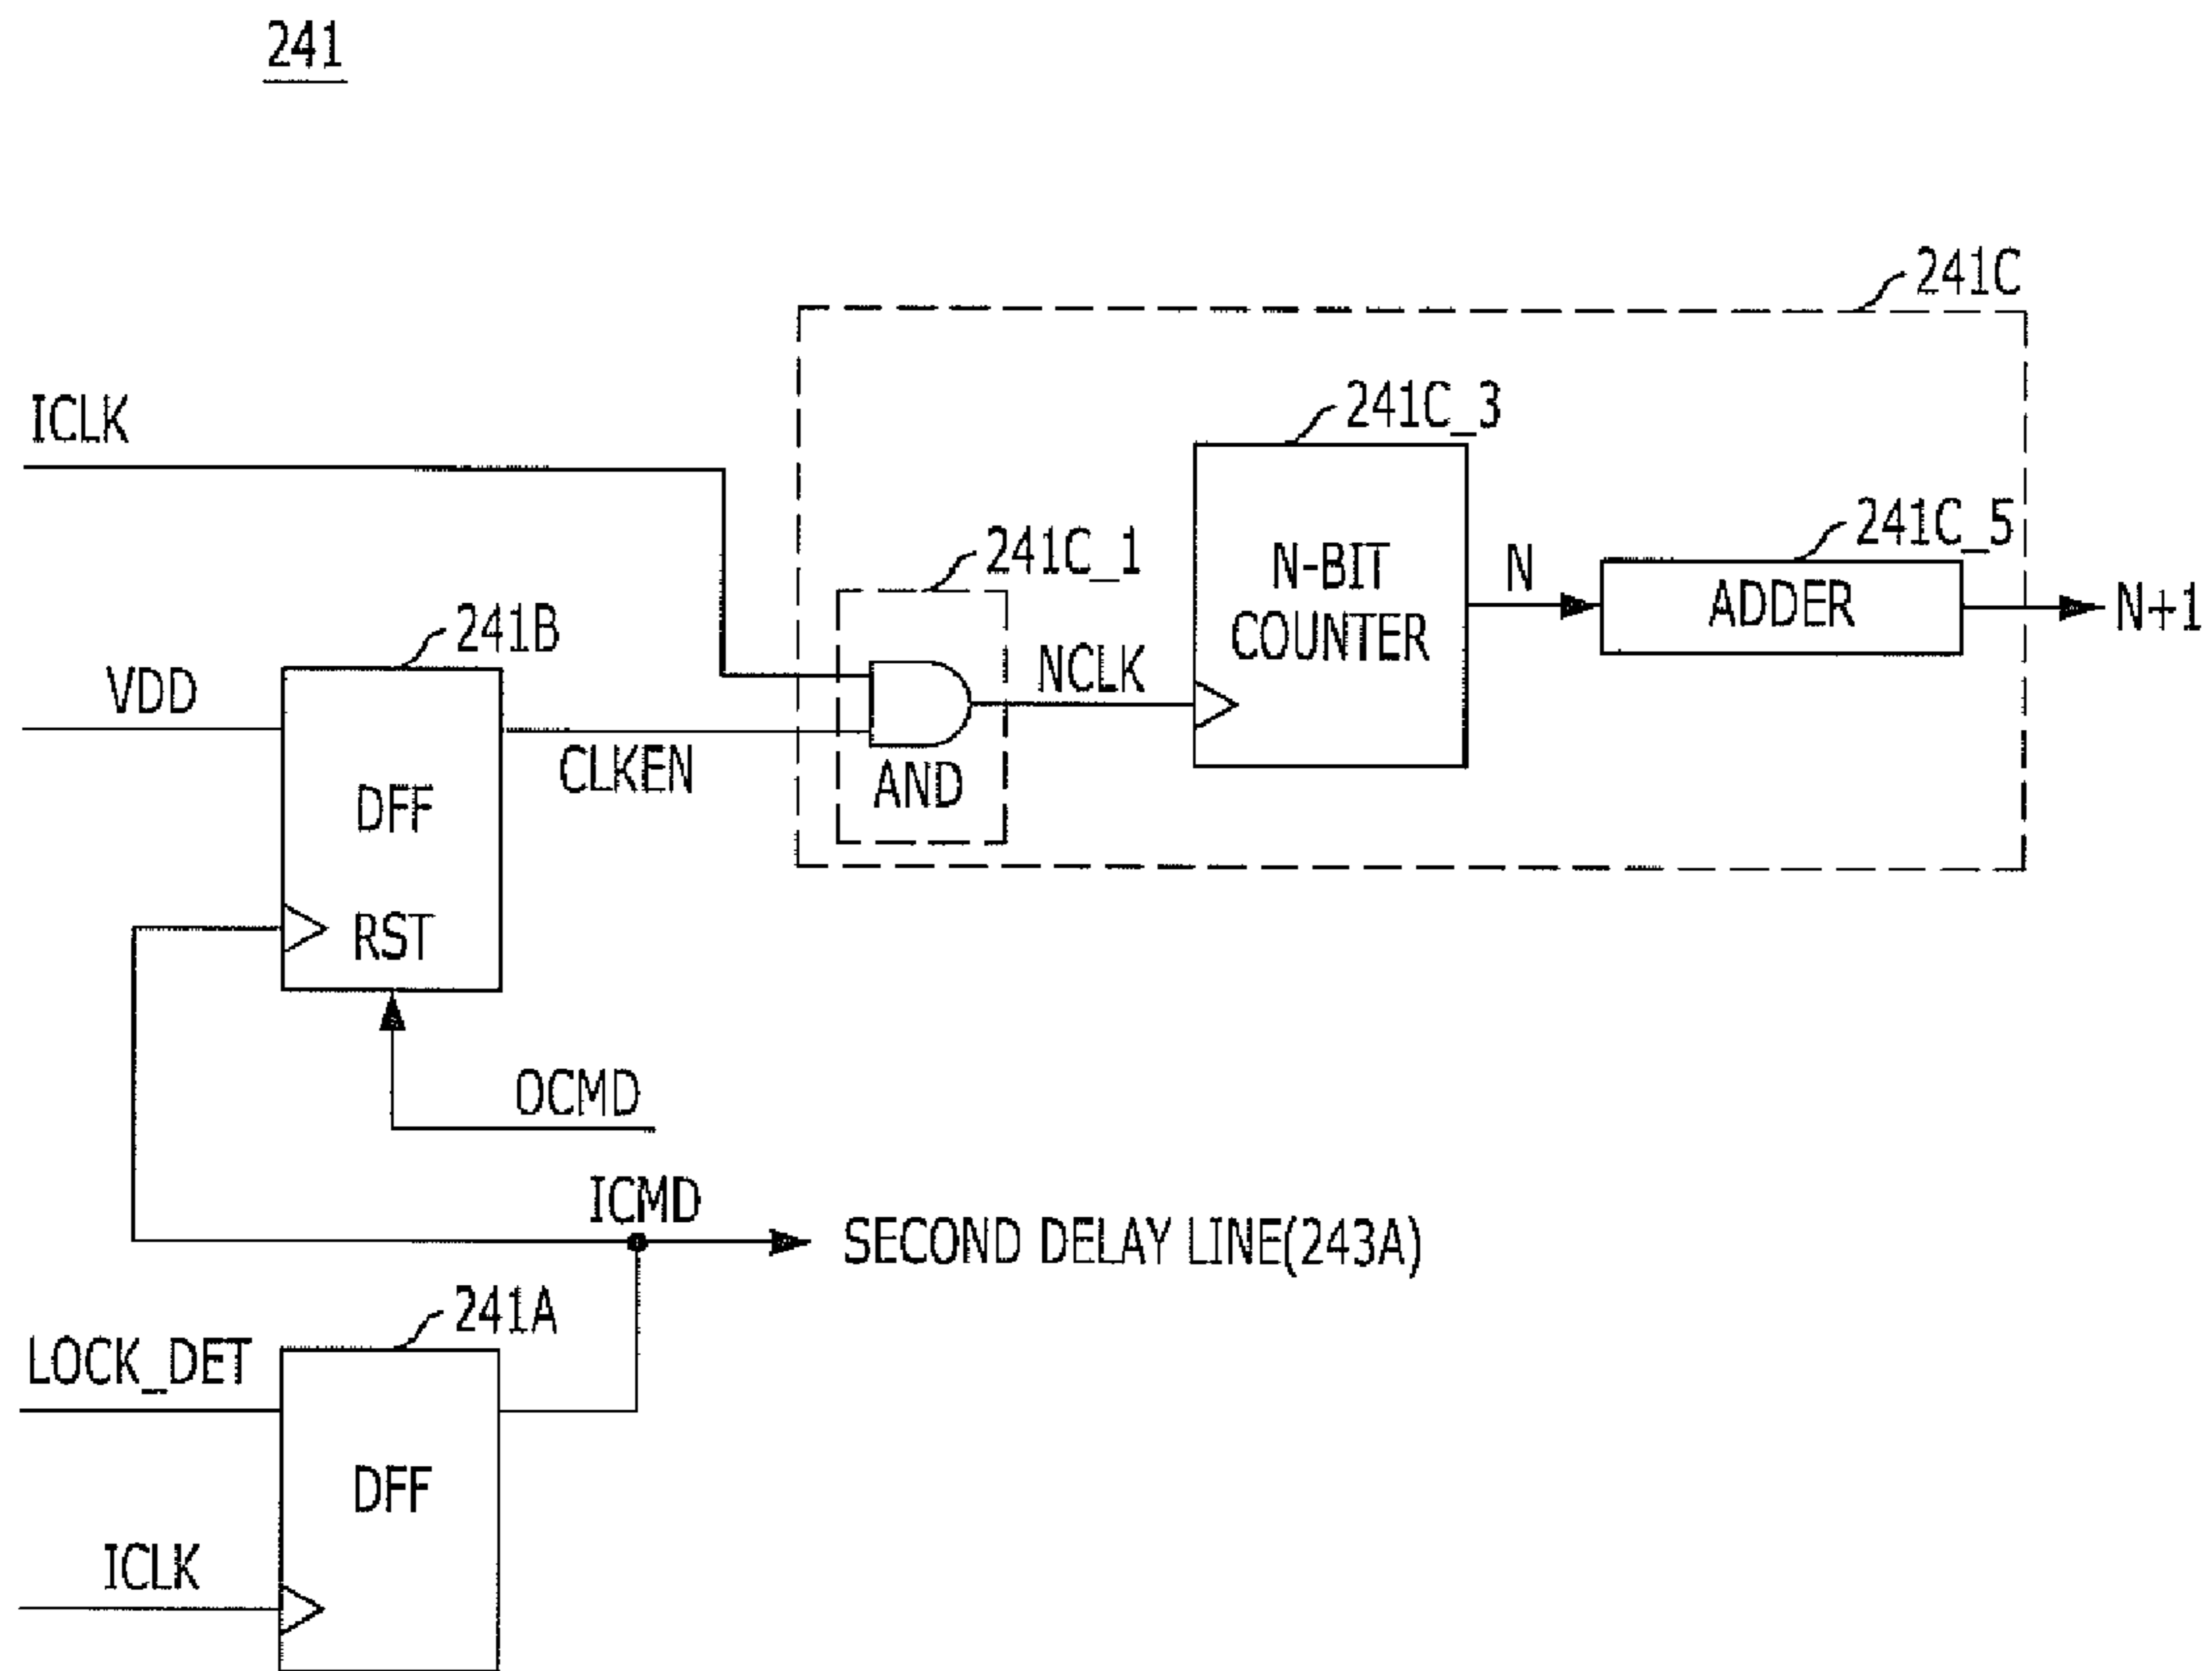 241
241C
ICLK
241C_3
241C_1
241C_5
N-BIT
COUNTER
N
ADDER
N+1
241B
VDD
NCLK
CLKEN
AND
DFF
RST
OCMD
ICMD
SECOND DELAY LINE(243A)
241A
LOCK_DET
DFF
ICLK